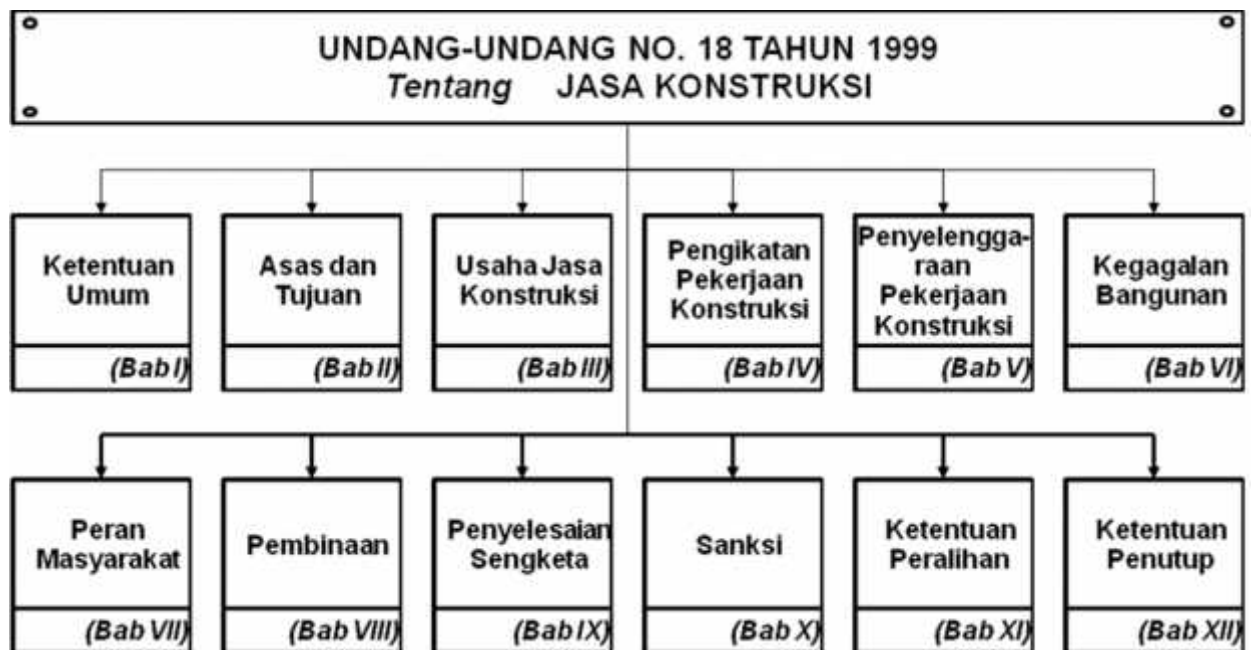 UNDANG-UNDANG NO. 18 TAHUN 1999
Tentang JASA KONSTRUKSI
Ketentuan
Umum
(Bab I)
Asas dan
Tujuan
(Bab II)
Usaha Jasa
Konstruksi
(Bab III)
Pengikatan
Pekerjaan
Konstruksi
(Bab IV)
Penyelengga-
raan
Pekerjaan
Konstruksi
(Bab V)
Kegagalan
Bangunan
(Bab VI)
Peran
Masyarakat
(Bab VII)
Pembinaan
(Bab VIII)
Penyelesaian
Sengketa
(Bab IX)
Sanksi
(Bab X)
Ketentuan
Peralihan
(Bab XI)
Ketentuan
Penutup
(Bab XII)